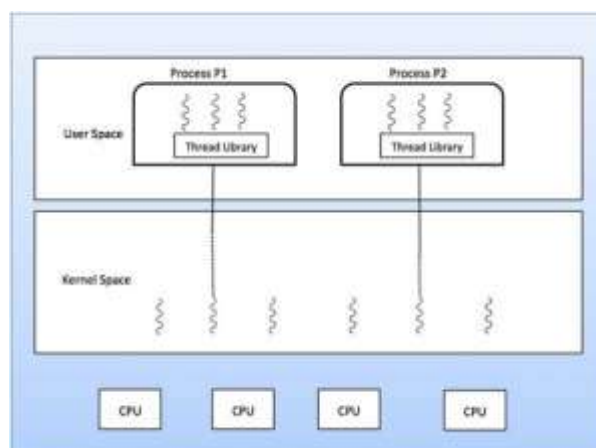 Process P1
Process P2
User Space
Thread Library
Thread Library
Kernel Space
CPU
CPU
CPU
CPU